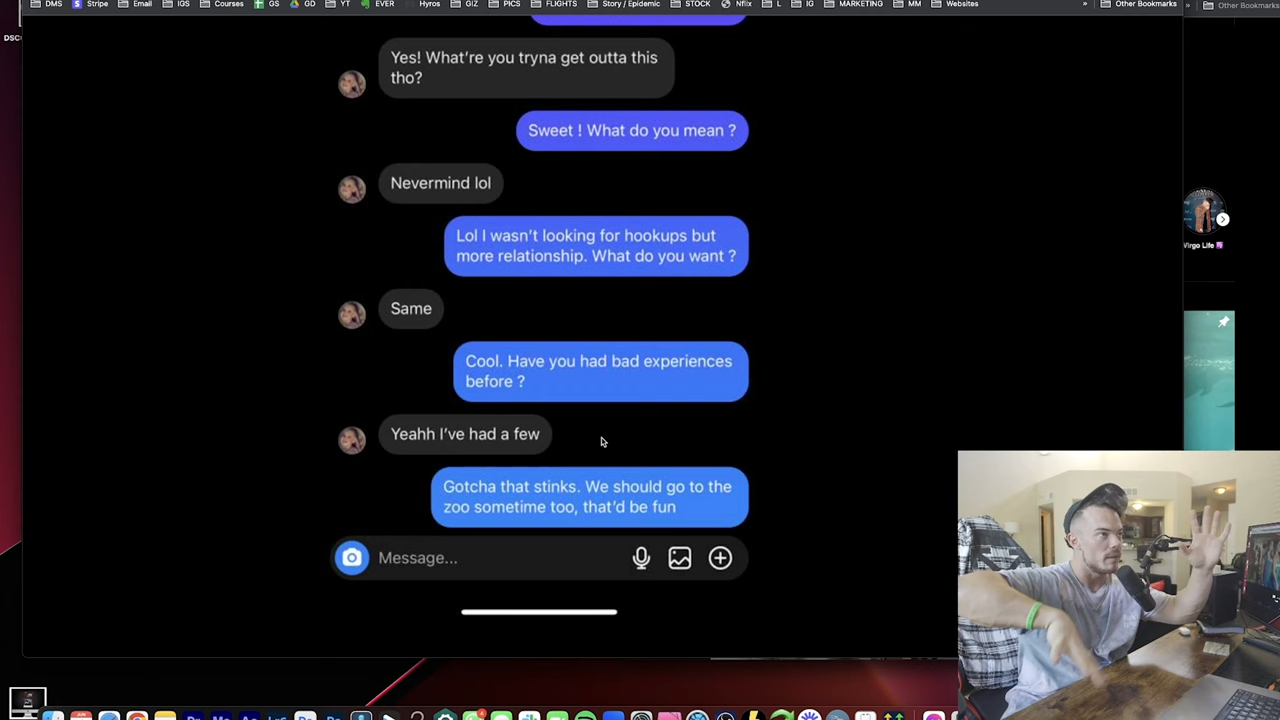 DMS Stripe Email IGS Courses GS GD YT EVER Hyros GIZ PICS FLIGHTS Story / Epidemic STOCK Nflix L IG MARKETING MM Websites » Other Bookmarks » Other Bookmarks
Yes! What're you tryna get outta this
tho?
Sweet ! What do you mean ?
Nevermind lol
Lol I wasn't looking for hookups but
more relationship. What do you want ?
Virgo Life
Same
Cool. Have you had bad experiences
before ?
Yeahh I've had a few
Gotcha that stinks. We should go to the
zoo sometime too, that'd be fun
Message...